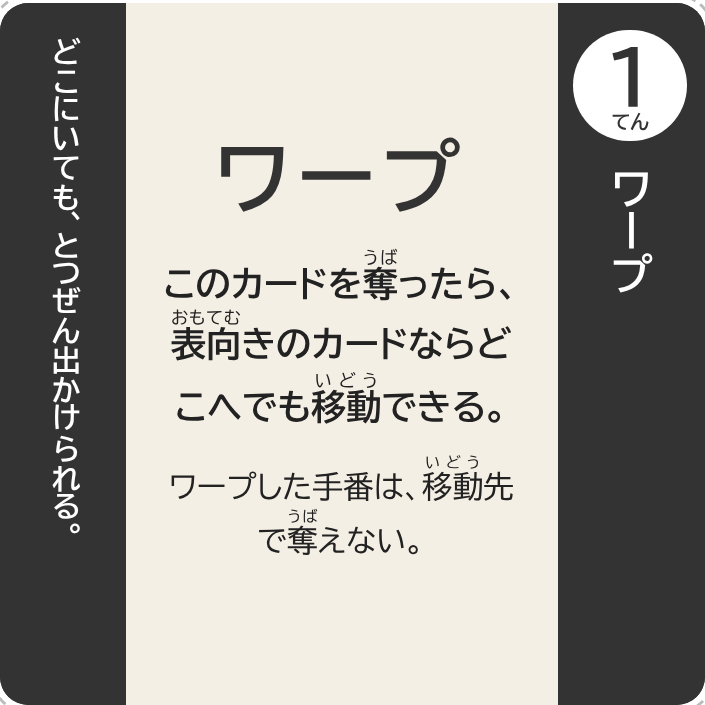 1
てん
ワープ
ワープ
このカードを奪ったら、
表向きのカードならど
こへでも移動できる。
ワープした手番は、移動先
で奪えない。
どこにいても、とつぜん出かけられる。
うば
おもてむ
いどう
いどう
うば